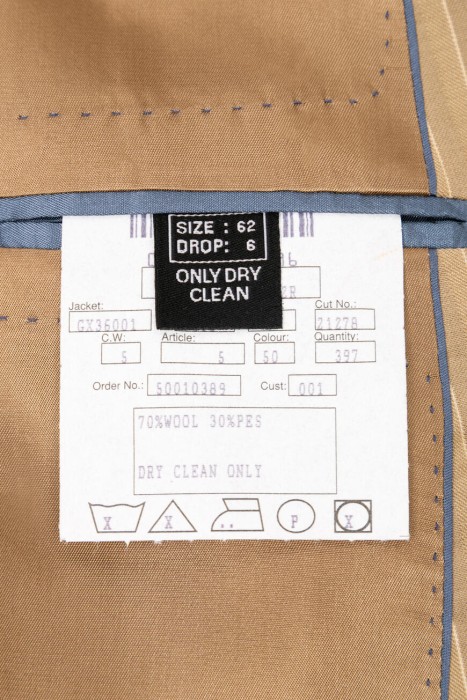 SIZE: 62
DROP: 6
ONLY DRY
CLEAN
Jacket:
GX36001
Cut No.:
21278
C.W.:
5
Article:
5
Colour:
50
Quantity:
397
Order No.:
50010389
Cust:
001
70%WOOL 30%PES
DRY CLEAN ONLY
X X P X